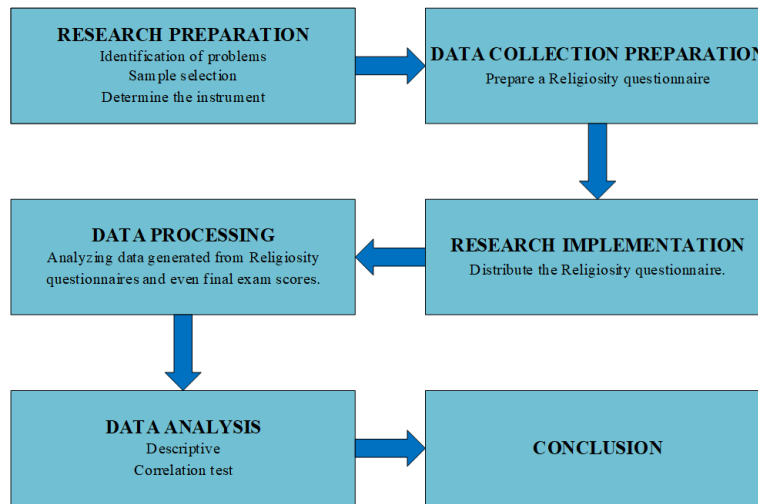 RESEARCH PREPARATION
Identification of problems
Sample selection
Determine the instrument
DATA COLLECTION PREPARATION
Prepare a Religiosity questionnaire
RESEARCH IMPLEMENTATION
Distribute the Religiosity questionnaire.
DATA PROCESSING
Analyzing data generated from Religiosity
questionnaires and even final exam scores.
DATA ANALYSIS
Descriptive
Correlation test
CONCLUSION